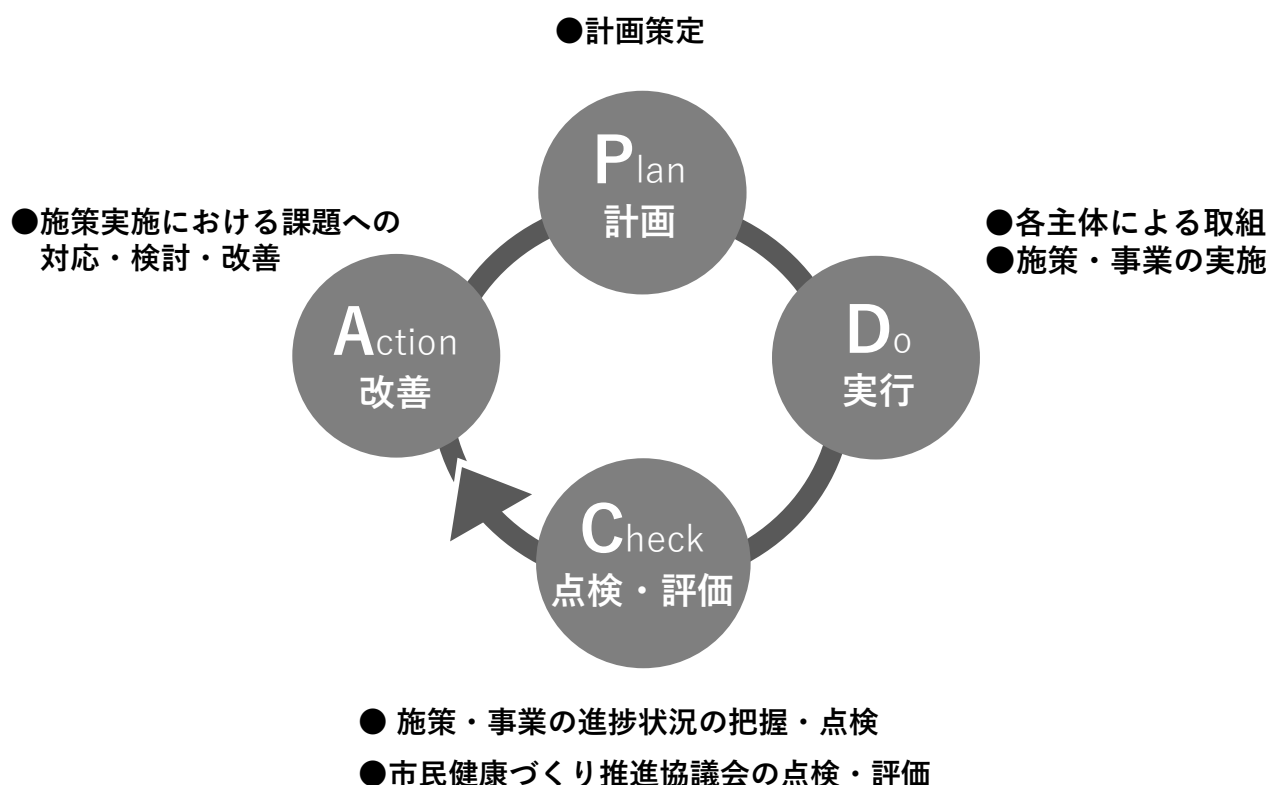 ●計画策定
Plan
計画
●施策実施における課題への
対応・検討・改善
●各主体による取組
●施策・事業の実施
Action
改善
Do
実行
Check
点検・評価
● 施策・事業の進捗状況の把握・点検
●市民健康づくり推進協議会の点検・評価